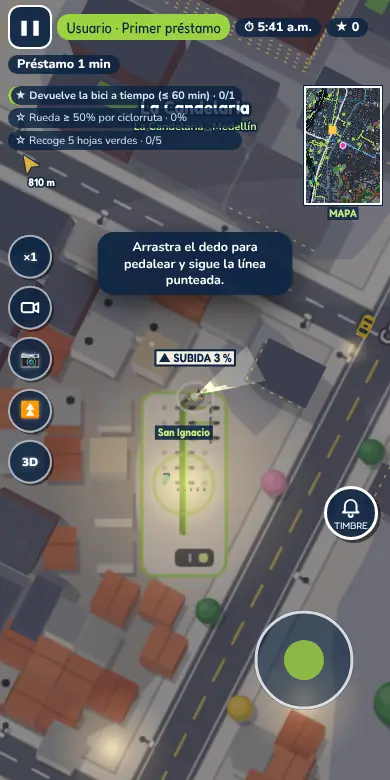 Usuario · Primer préstamo
5:41 a.m.
★ 0
Préstamo 1 min
★ Devuelve la bici a tiempo (≤ 60 min) · 0/1
La Candelaria
☆ Rueda ≥ 50% por ciclorruta · 0%
La Candelaria · Medellín
☆ Recoge 5 hojas verdes · 0/5
810 m
MAPA
Arrastra el dedo para
pedalear y sigue la línea
punteada.
×1
▲ SUBIDA 3 %
San Ignacio
3D
TIMBRE